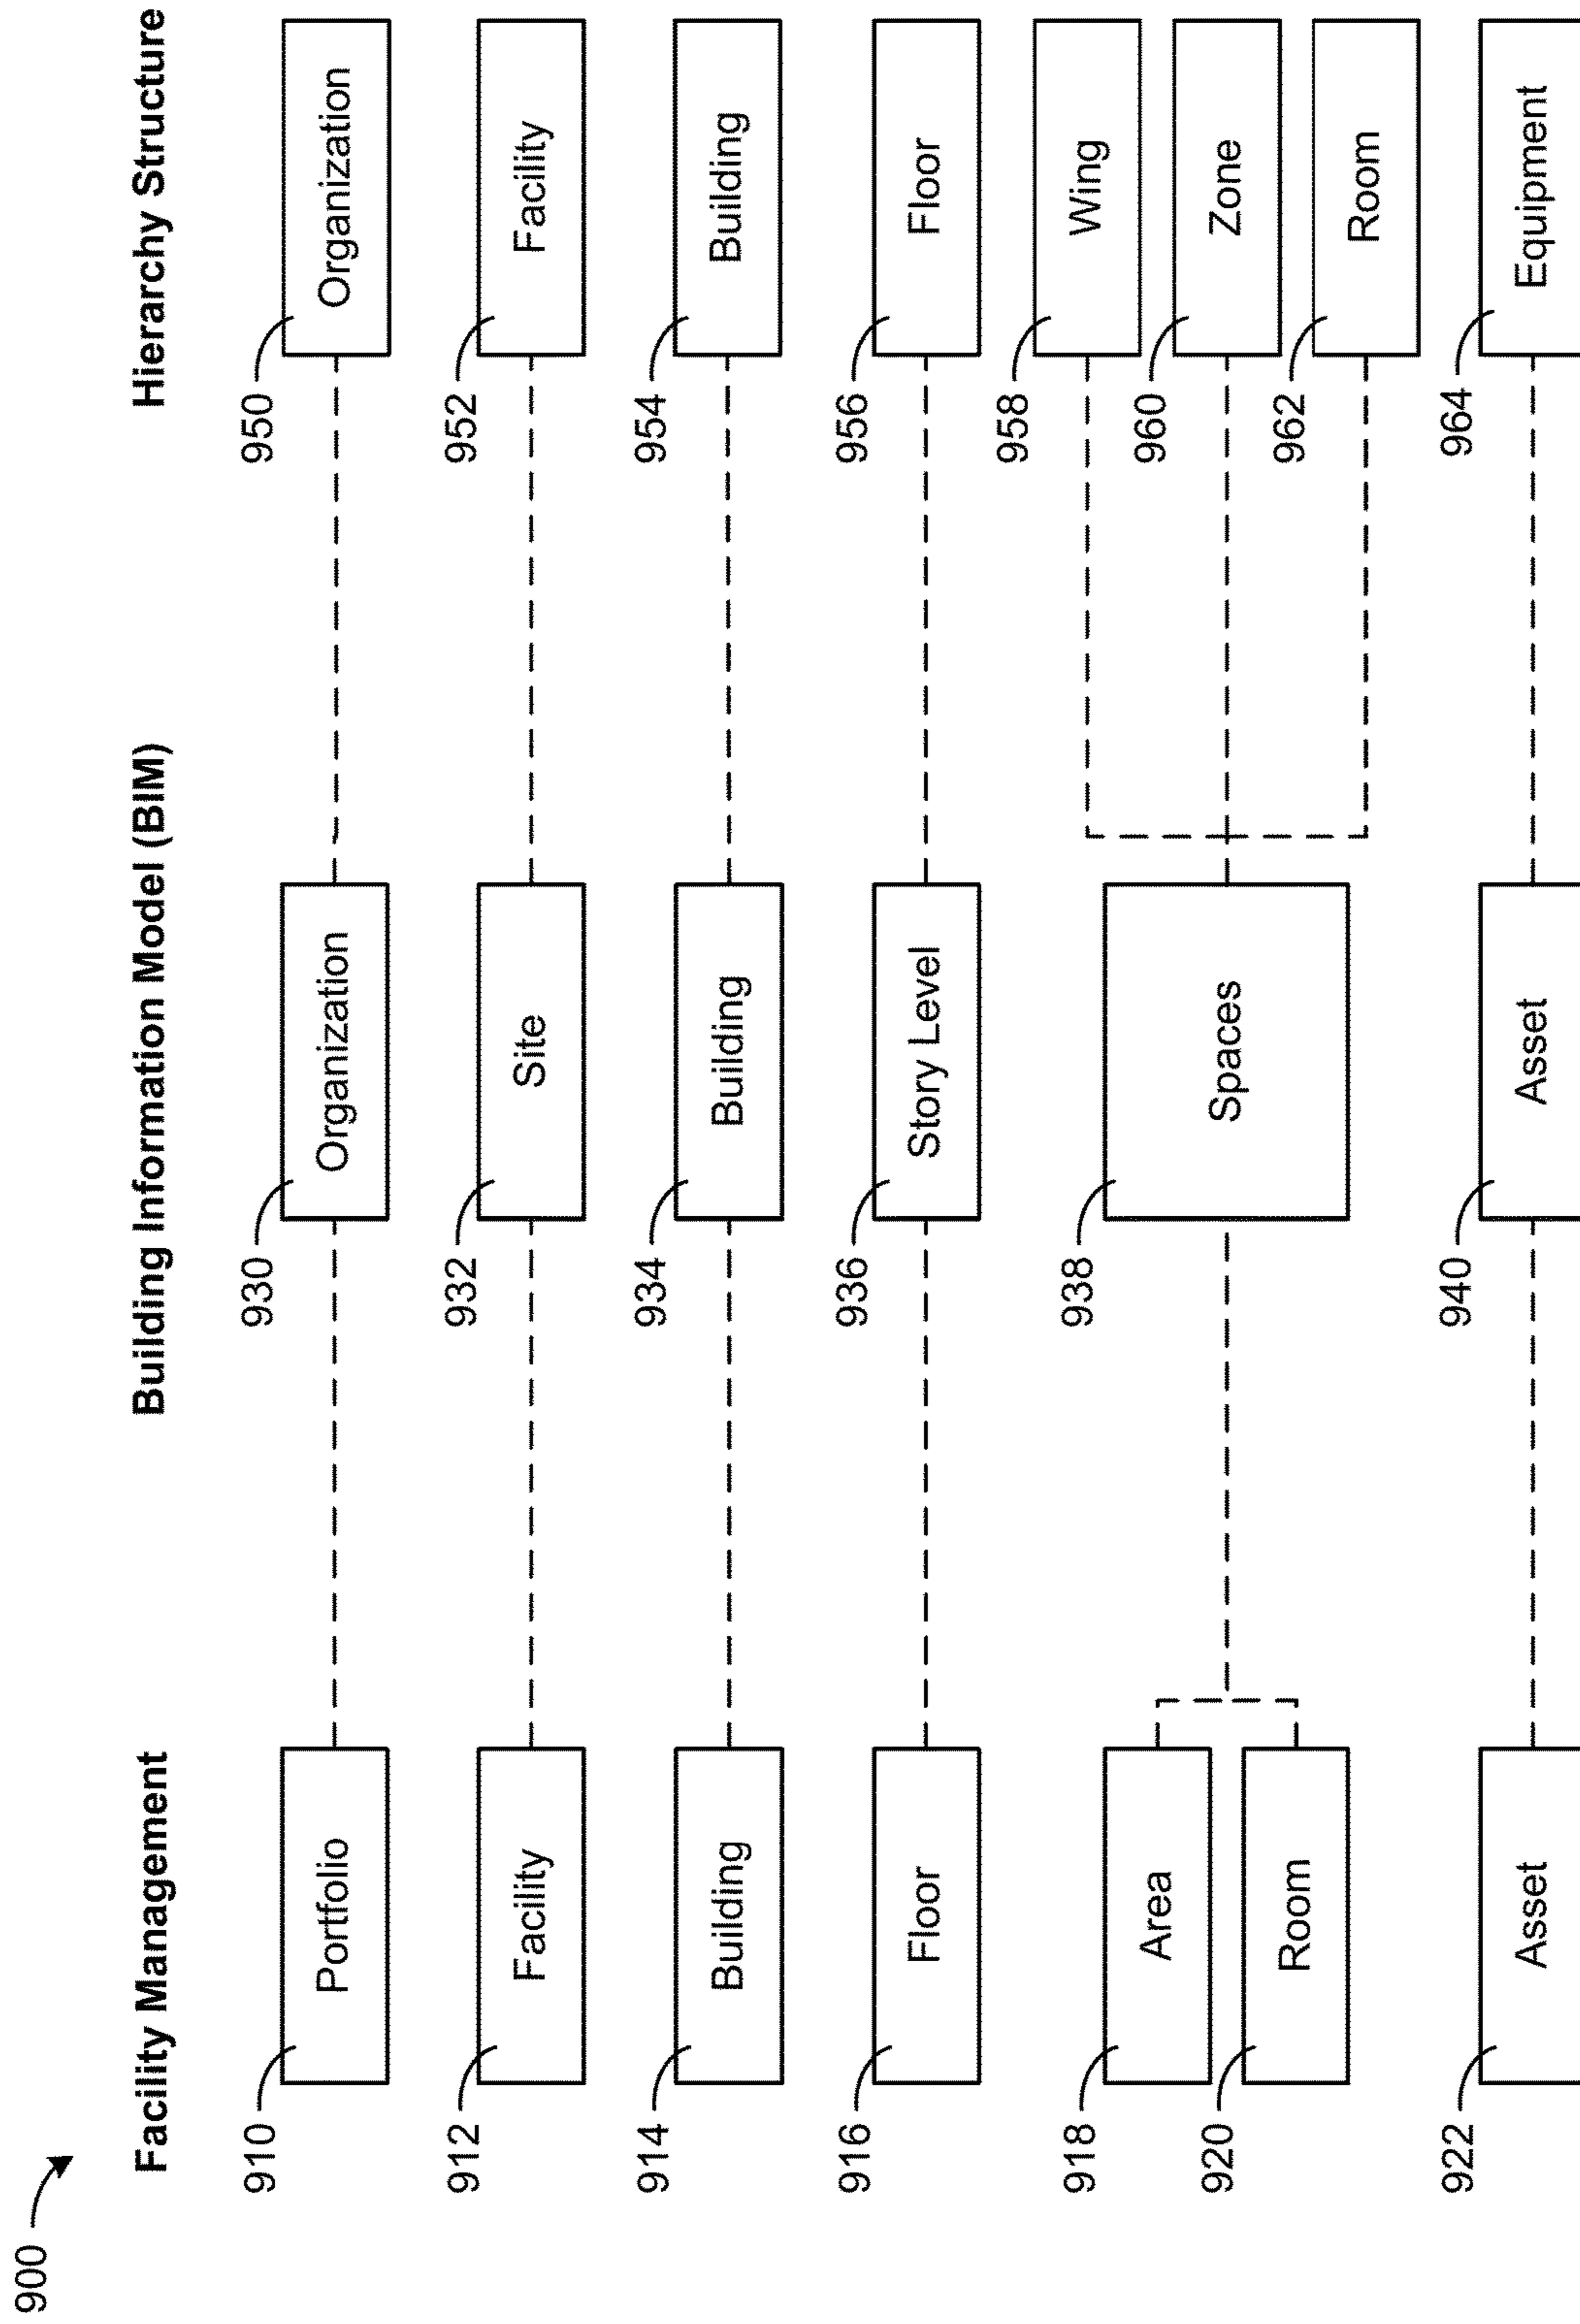 900
Facility Management
Building Information Model (BIM)
Hierarchy Structure
910
Portfolio
930
Organization
950
Organization
912
Facility
932
Site
952
Facility
914
Building
934
Building
954
Building
916
Floor
936
Story Level
956
Floor
918
Area
920
Room
938
Spaces
958
Wing
960
Zone
962
Room
922
Asset
940
Asset
964
Equipment